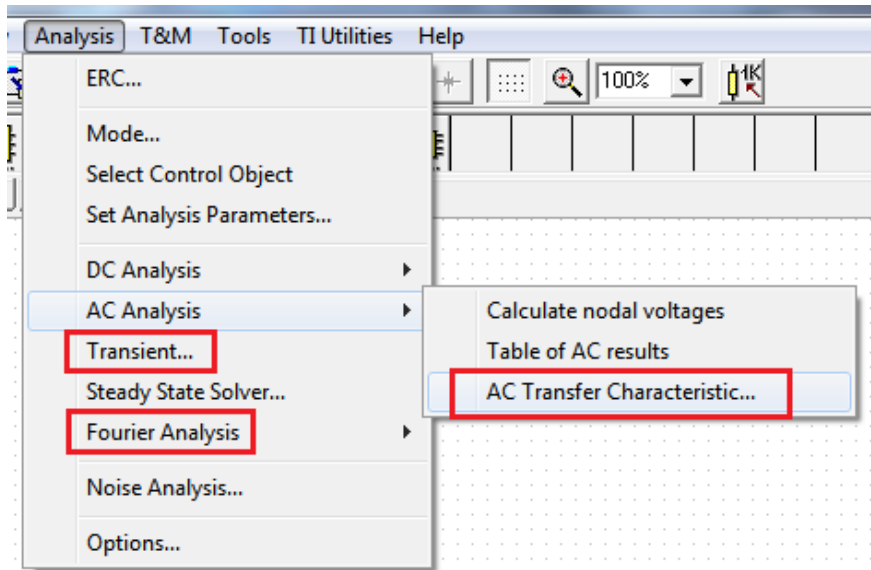 Analysis T&M Tools TI Utilities Help
ERC...
100%
1K
Mode...
Select Control Object
Set Analysis Parameters...
DC Analysis
AC Analysis
Calculate nodal voltages
Transient...
Table of AC results
Steady State Solver...
AC Transfer Characteristic...
Fourier Analysis
Noise Analysis...
Options...